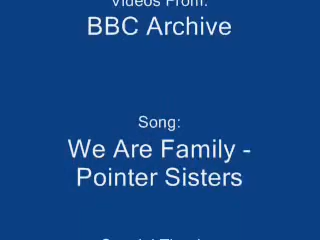 Videos From:
BBC Archive
Song:
We Are Family -
Pointer Sisters